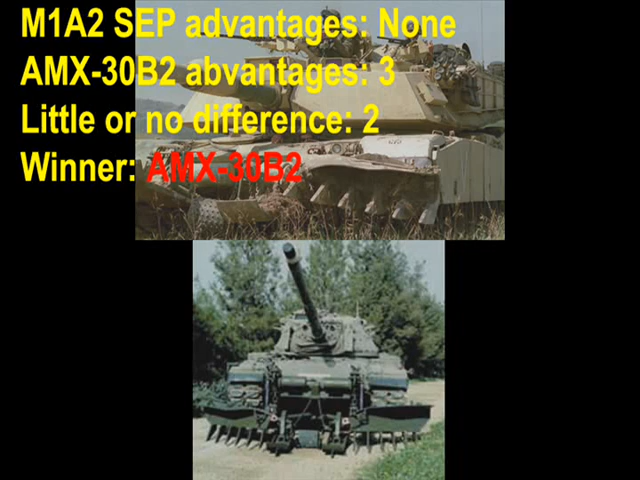 M1A2 SEP advantages: None
AMX-30B2 abvantages: 3
Little or no difference: 2
Winner: AMX-30B2